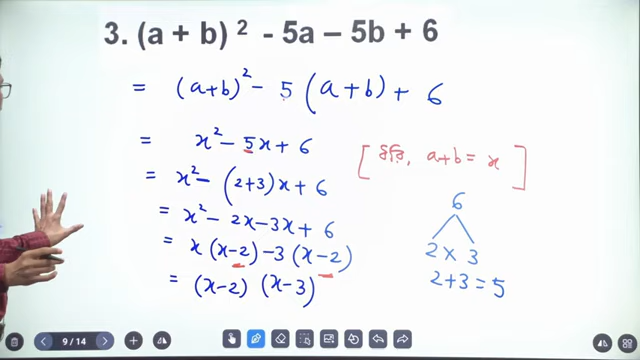 3. (a + b) ² - 5a – 5b + 6
= (a+b)² - 5 (a+b) + 6
= x² - 5x + 6
[ ধরি, a+b = x ]
= x² - (2+3)x + 6
= x² - 2x - 3x + 6
= x (x-2) - 3 (x-2)
= (x-2) (x-3)
6
2 × 3
2+3 = 5
9 / 14